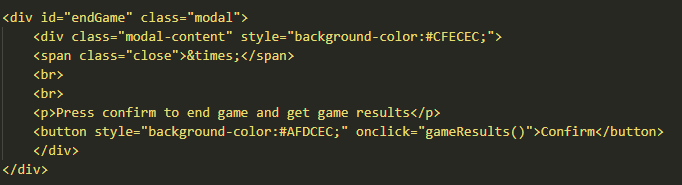 <div id="endGame" class="modal">
<div class="modal-content" style="background-color:#CFECEC;">
<span class="close">&times;</span>
<br>
<br>
<p>Press confirm to end game and get game results</p>
<button style="background-color:#AFDCEC;" onclick="gameResults()">Confirm</button>
</div>
</div>